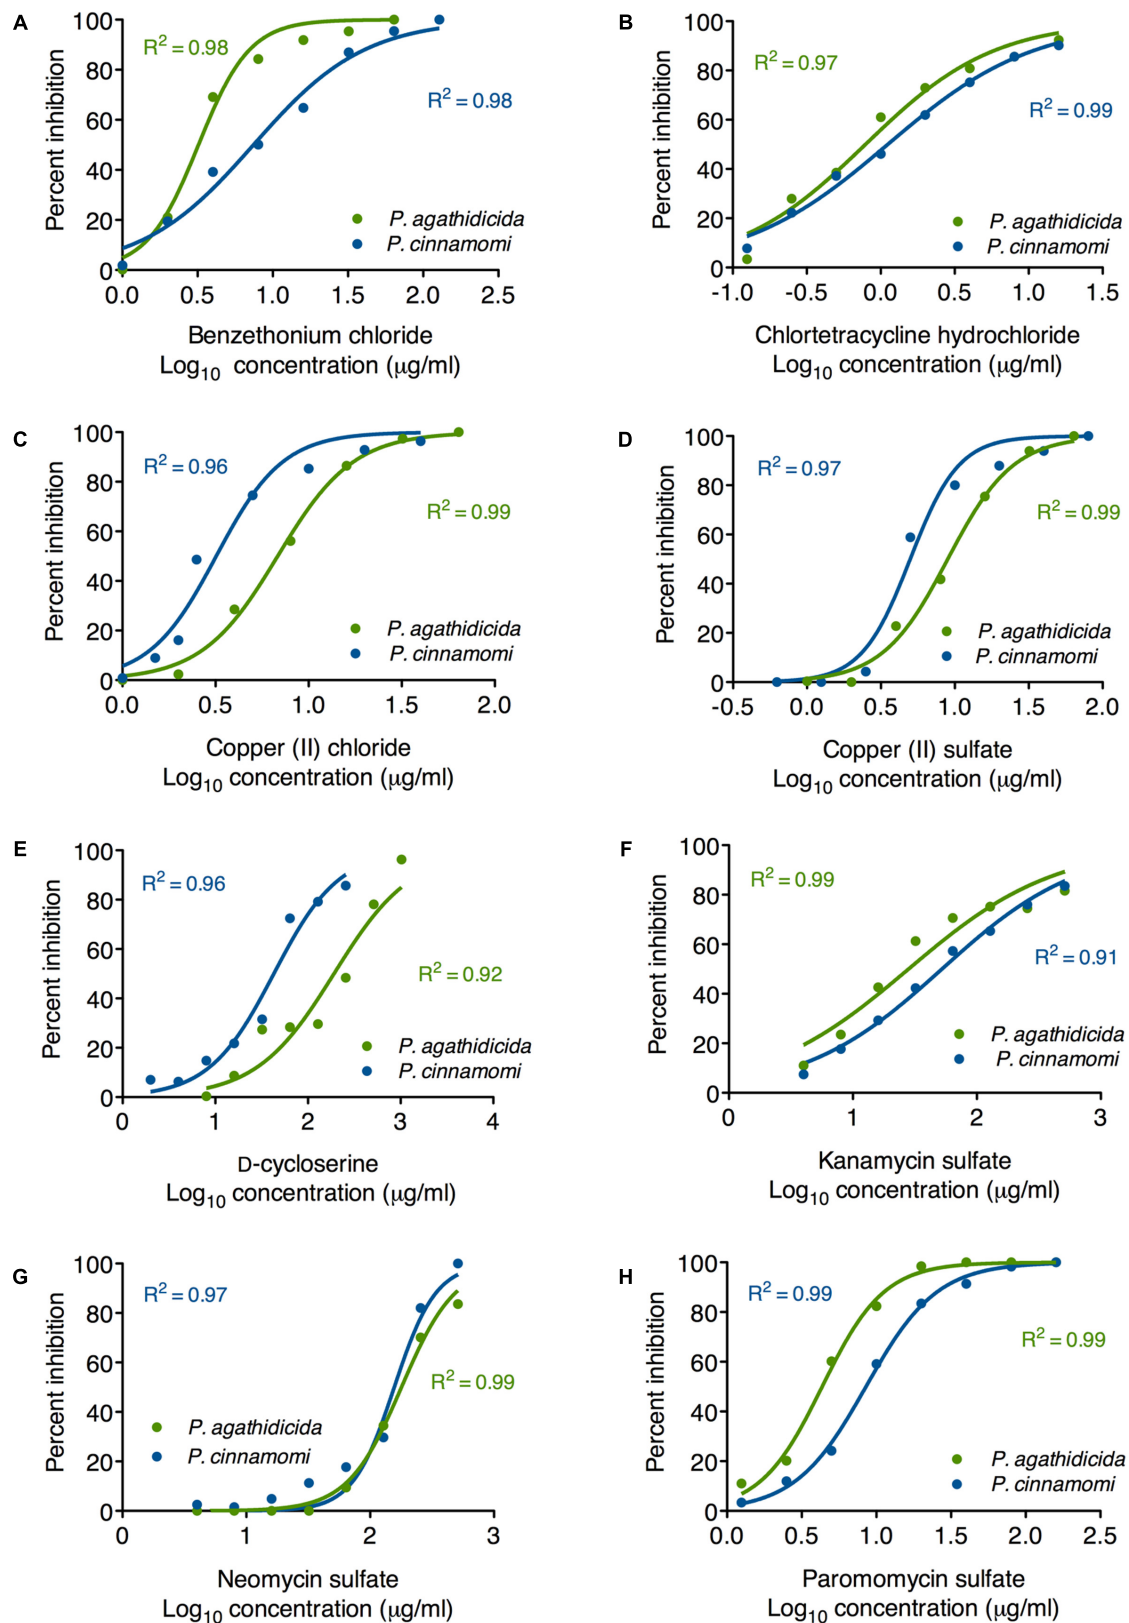 A
100
80
60
40
20
0
Percent inhibition
R² = 0.98
R² = 0.98
P. agathidicida
P. cinnamomi
0.0 0.5 1.0 1.5 2.0 2.5
Benzethonium chloride
Log₁₀ concentration (μg/ml)
B
100
80
60
40
20
0
Percent inhibition
R² = 0.97
R² = 0.99
P. agathidicida
P. cinnamomi
-1.0 -0.5 0.0 0.5 1.0 1.5
Chlortetracycline hydrochloride
Log₁₀ concentration (μg/ml)
C
100
80
60
40
20
0
Percent inhibition
R² = 0.96
R² = 0.99
P. agathidicida
P. cinnamomi
0.0 0.5 1.0 1.5 2.0
Copper (II) chloride
Log₁₀ concentration (μg/ml)
D
100
80
60
40
20
0
Percent inhibition
R² = 0.97
R² = 0.99
P. agathidicida
P. cinnamomi
-0.5 0.0 0.5 1.0 1.5 2.0
Copper (II) sulfate
Log₁₀ concentration (μg/ml)
E
100
80
60
40
20
0
Percent inhibition
R² = 0.96
R² = 0.92
P. agathidicida
P. cinnamomi
0 1 2 3 4
D-cycloserine
Log₁₀ concentration (μg/ml)
F
100
80
60
40
20
0
Percent inhibition
R² = 0.99
R² = 0.91
P. agathidicida
P. cinnamomi
0 1 2 3
Kanamycin sulfate
Log₁₀ concentration (μg/ml)
G
100
80
60
40
20
0
Percent inhibition
R² = 0.97
R² = 0.99
P. agathidicida
P. cinnamomi
0 1 2 3
Neomycin sulfate
Log₁₀ concentration (μg/ml)
H
100
80
60
40
20
0
Percent inhibition
R² = 0.99
R² = 0.99
P. agathidicida
P. cinnamomi
0.0 0.5 1.0 1.5 2.0 2.5
Paromomycin sulfate
Log₁₀ concentration (μg/ml)